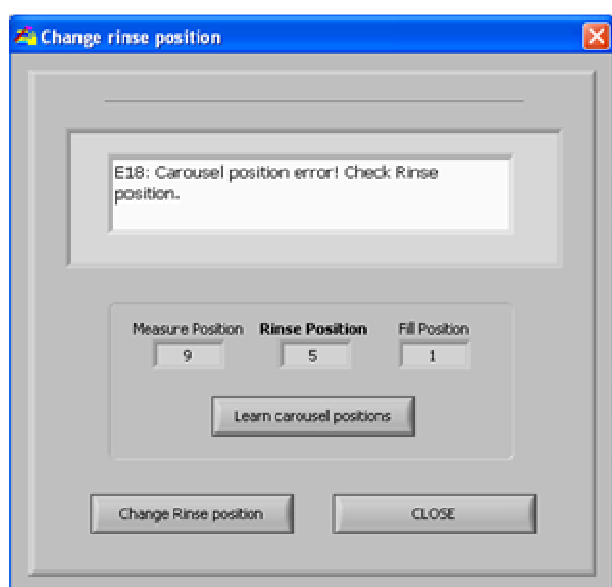 Change rinse position
E18: Carousel position error! Check Rinse
position.
Measure Position Rinse Position Fill Position
9 5 1
Learn carousel positions
Change Rinse position CLOSE